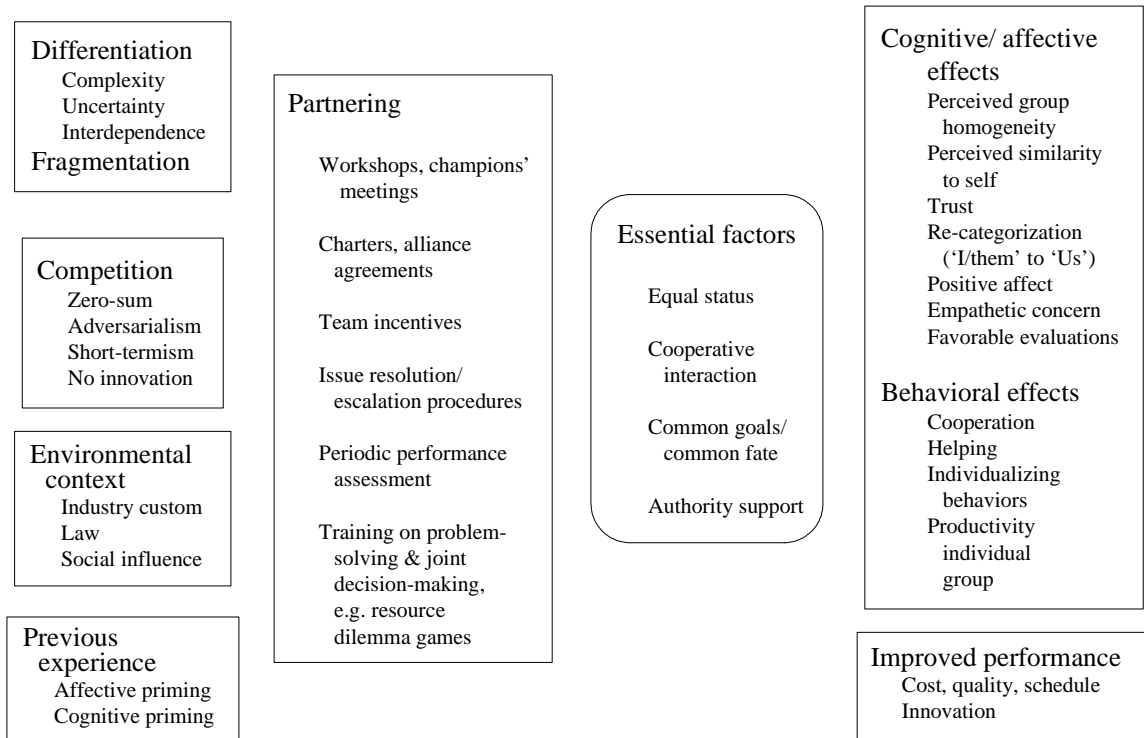 Differentiation
Complexity
Uncertainty
Interdependence
Fragmentation
Competition
Zero-sum
Adversarialism
Short-termism
No innovation
Environmental
context
Industry custom
Law
Social influence
Previous
experience
Affective priming
Cognitive priming
Partnering
Workshops, champions’
meetings
Charters, alliance
agreements
Team incentives
Issue resolution/
escalation procedures
Periodic performance
assessment
Training on problem-
solving & joint
decision-making,
e.g. resource
dilemma games
Essential factors
Equal status
Cooperative
interaction
Common goals/
common fate
Authority support
Cognitive/ affective
effects
Perceived group
homogeneity
Perceived similarity
to self
Trust
Re-categorization
(‘I/them’ to ‘Us’)
Positive affect
Empathetic concern
Favorable evaluations
Behavioral effects
Cooperation
Helping
Individualizing
behaviors
Productivity
individual
group
Improved performance
Cost, quality, schedule
Innovation